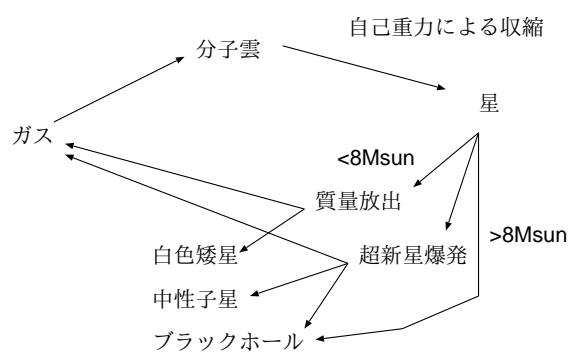 自己重力による収縮
分子雲
星
ガス
<8Msun
質量放出
>8Msun
白色矮星
超新星爆発
中性子星
ブラックホール